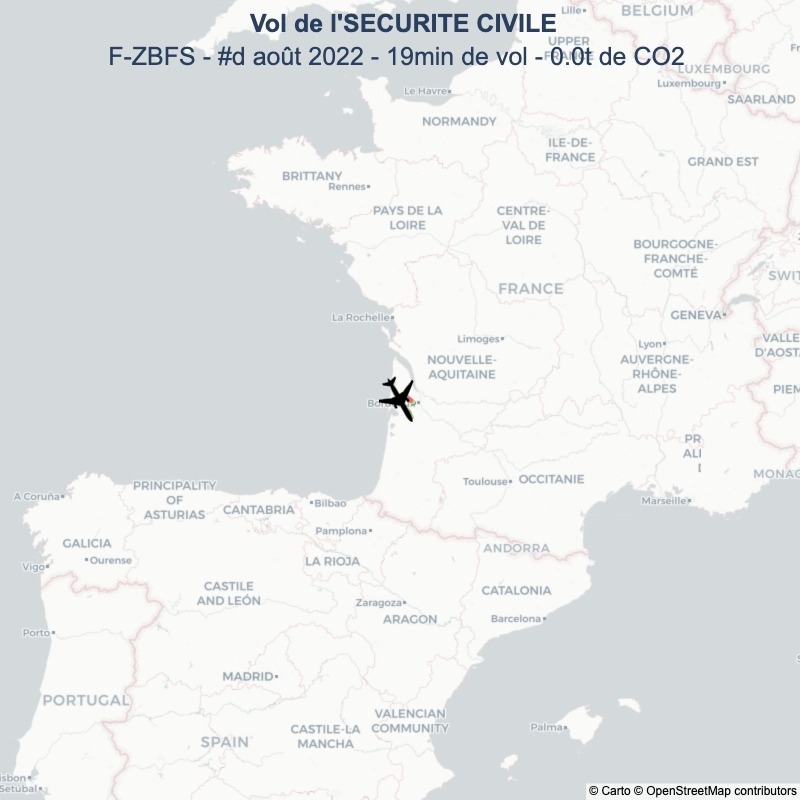 Vol de l'SECURITE CIVILE
F-ZBFS - #d août 2022 - 19min de vol - 0.0t de CO2
Lille
BELGIUM
UPPER
FRANCE
LUXEMBOURG
Luxembourg
Le Havre
SAARLAND
NORMANDY
ILE-DE-
FRANCE
GRAND EST
BRITTANY
Rennes
PAYS DE LA
LOIRE
CENTRE-
VAL DE
LOIRE
BOURGOGNE-
FRANCHE-
COMTÉ
SWIT
FRANCE
La Rochelle
GENEVA
Limoges
Lyon
VALLE
D'AOSTA
NOUVELLE-
AQUITAINE
AUVERGNE-
RHÔNE-
ALPES
PIEM
Bord
PR
AL
Toulouse
OCCITANIE
MONAC
Marseille
A Coruña
PRINCIPALITY
OF
ASTURIAS
CANTABRIA
Bilbao
Pamplona
GALICIA
Ourense
Vigo
LA RIOJA
ANDORRA
CASTILE
AND LEÓN
CATALONIA
Zaragoza
ARAGON
Barcelona
Porto
MADRID
PORTUGAL
VALENCIAN
COMMUNITY
CASTILE-LA
MANCHA
SPAIN
Palma
isbon
Setúbal
© Carto © OpenStreetMap contributors